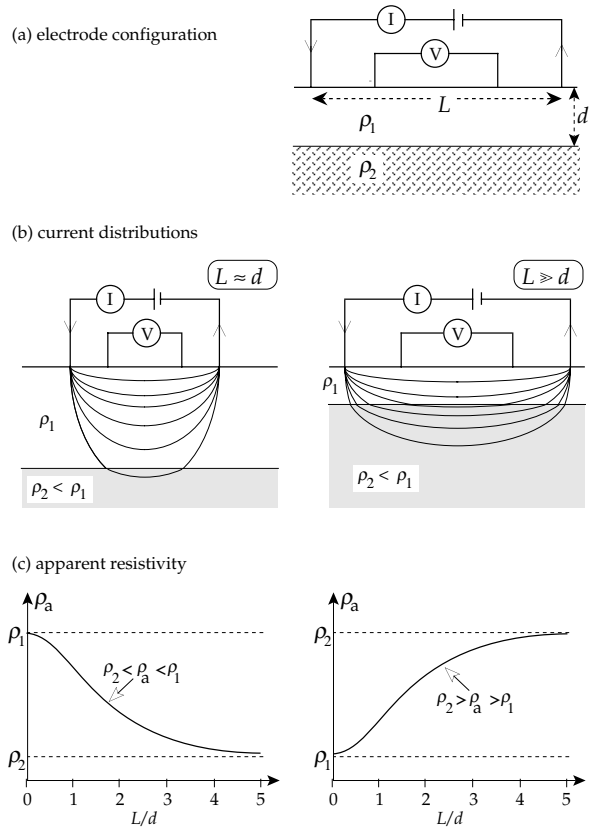 (a) electrode configuration
I
V
L
d
ρ1
ρ2
(b) current distributions
L ≈ d
L ≫ d
I
I
V
V
ρ1
ρ1
ρ2 < ρ1
ρ2 < ρ1
(c) apparent resistivity
ρa
ρa
ρ1
ρ2
ρ2 < ρa < ρ1
ρ2 > ρa > ρ1
ρ2
ρ1
0 1 2 3 4 5
0 1 2 3 4 5
L/d
L/d